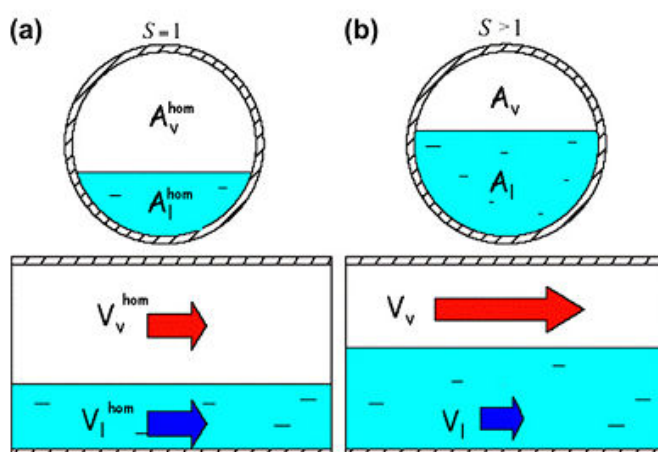 (a) S = 1
A_v^hom
A_l^hom
V_v^hom
V_l^hom
(b) S > 1
A_v
A_l
V_v
V_l